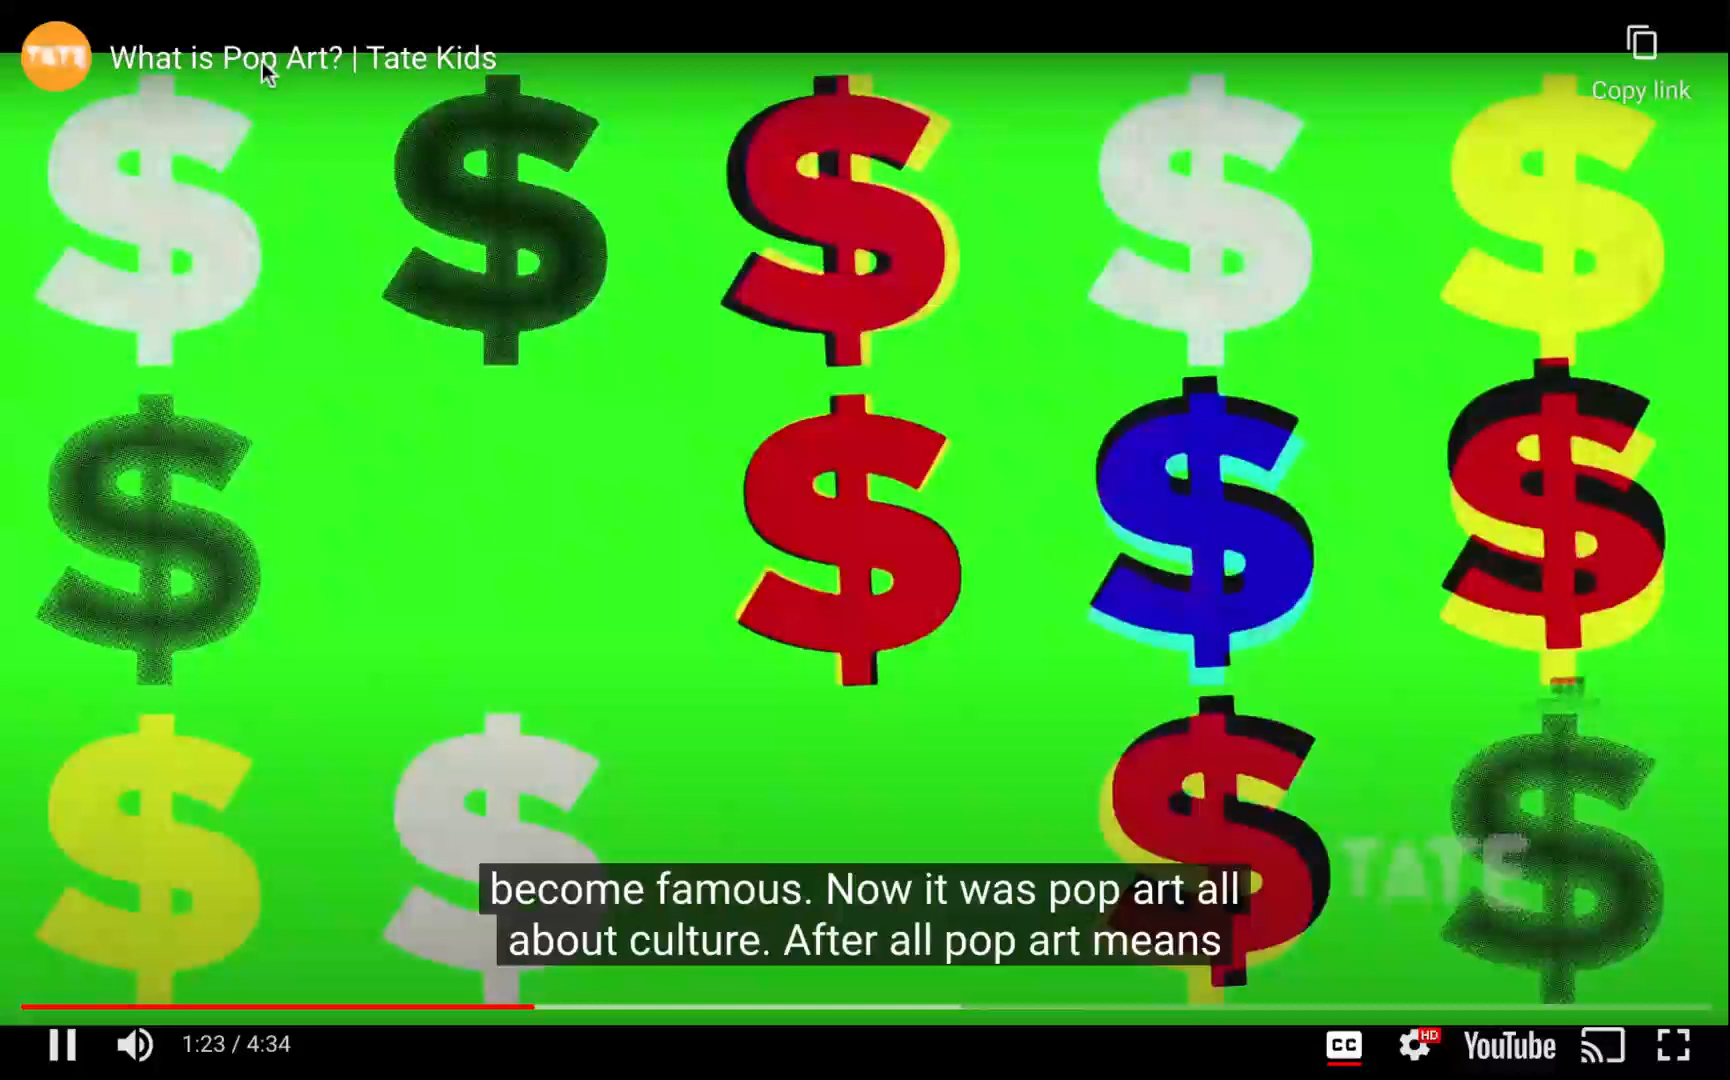 TATE
What is Pop Art? | Tate Kids
Copy link
$ $ $ $ $
$ $ $ $
$ $ $ $
TATE
become famous. Now it was pop art all
about culture. After all pop art means
1:23 / 4:34
CC
HD
YouTube